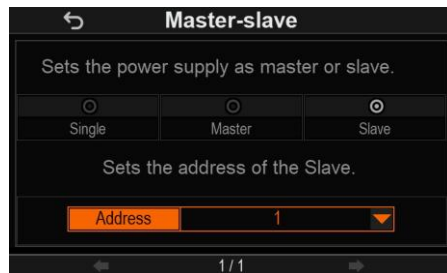 Master-slave
Sets the power supply as master or slave.
Single Master Slave
Sets the address of the Slave.
Address 1
1/1